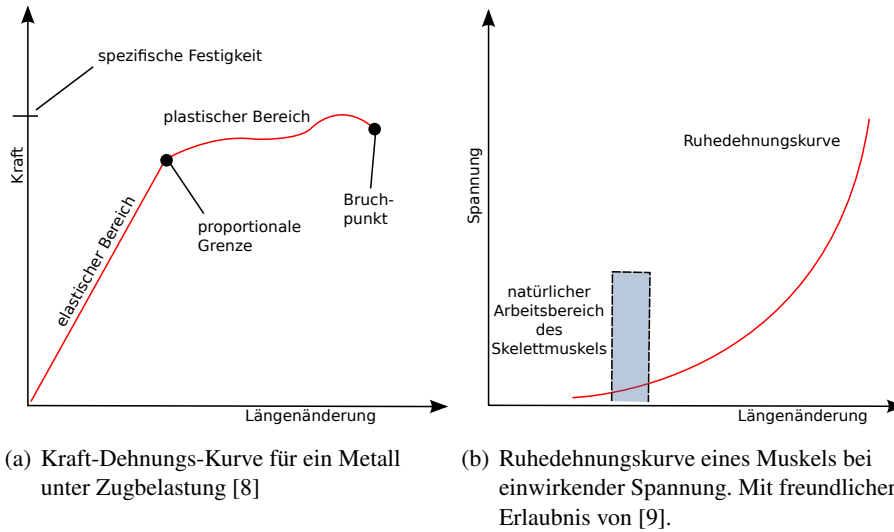 spezifische Festigkeit
plastischer Bereich
Kraft
elastischer Bereich
proportionale
Grenze
Bruch-
punkt
Längenänderung
(a) Kraft-Dehnungs-Kurve für ein Metall
unter Zugbelastung [8]
Spannung
Ruhedehnungskurve
natürlicher
Arbeitsbereich
des
Skelettmuskels
Längenänderung
(b) Ruhedehnungskurve eines Muskels bei
einwirkender Spannung. Mit freundlicher
Erlaubnis von [9].